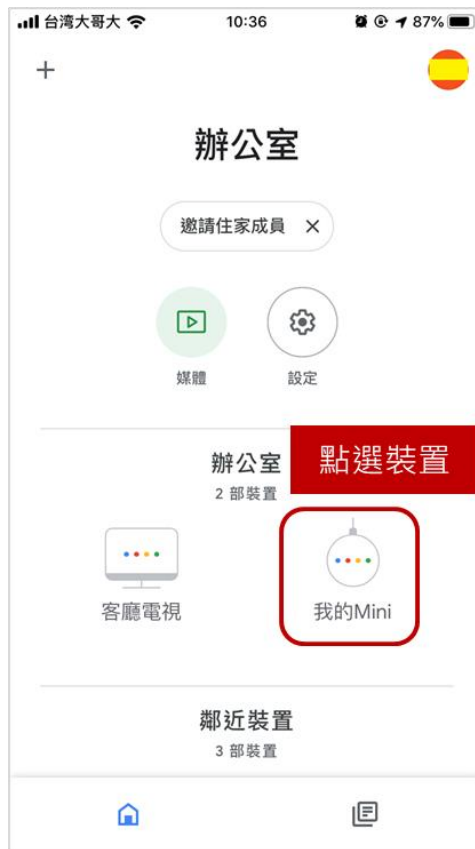 台湾大哥大 10:36 87%
辦公室
邀請住家成員 ×
媒體 設定
辦公室 點選裝置
2 部裝置
客廳電視 我的Mini
鄰近裝置
3 部裝置